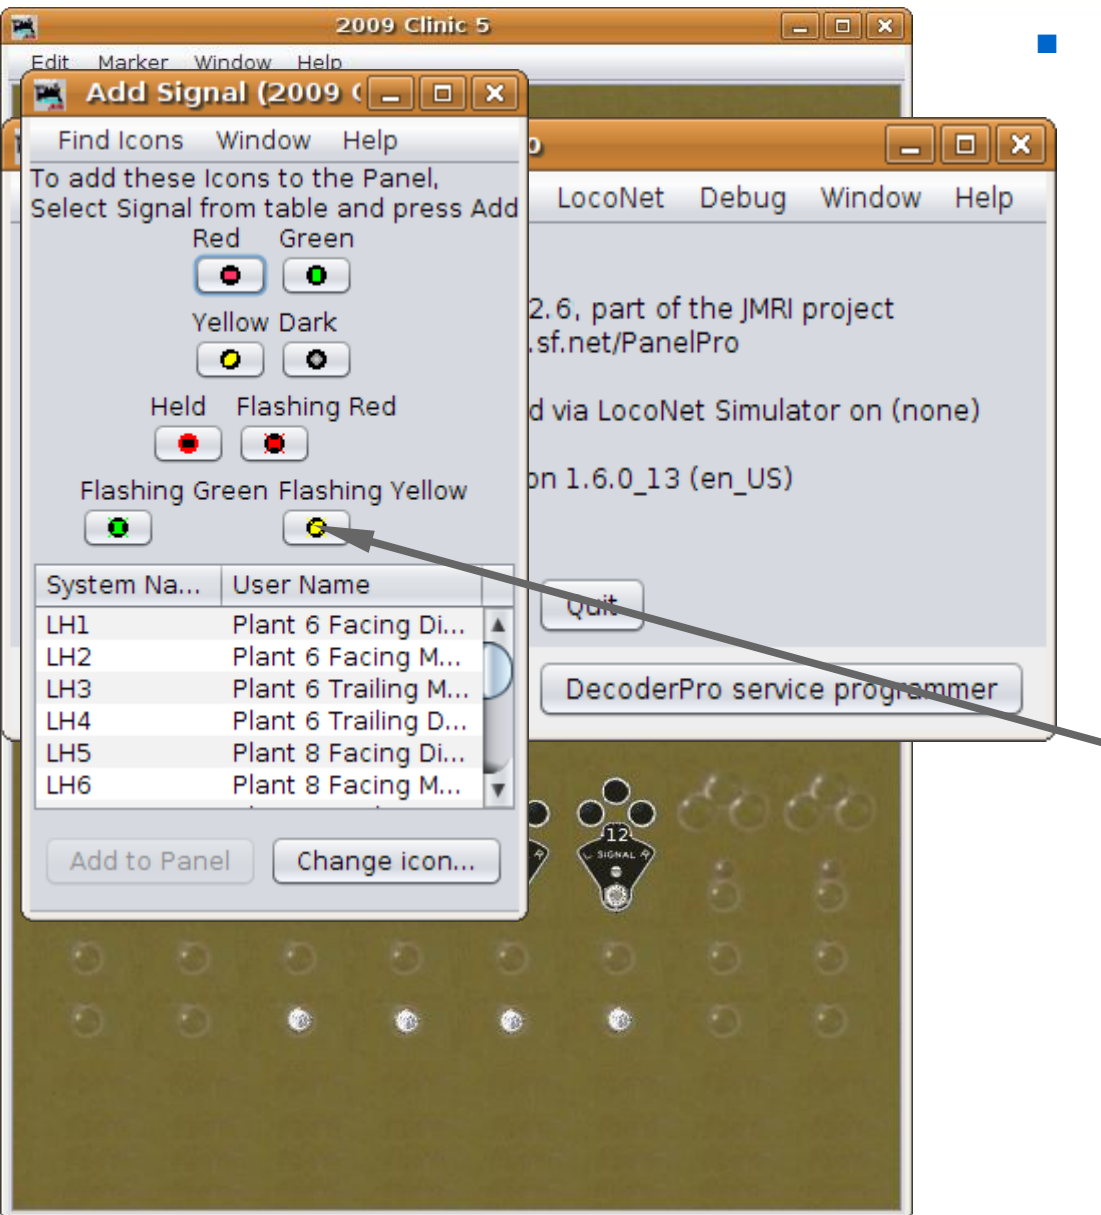 2009 Clinic 5
Edit Marker Window Help
Add Signal (2009 (
Find Icons Window Help
To add these Icons to the Panel,
Select Signal from table and press Add
Red Green
Yellow Dark
Held Flashing Red
Flashing Green Flashing Yellow
System Na... User Name
LH1 Plant 6 Facing Di...
LH2 Plant 6 Facing M...
LH3 Plant 6 Trailing M...
LH4 Plant 6 Trailing D...
LH5 Plant 8 Facing Di...
LH6 Plant 8 Facing M...
Add to Panel Change icon...
LocoNet Debug Window Help
2.6, part of the JMRI project
.sf.net/PanelPro
d via LocoNet Simulator on (none)
on 1.6.0_13 (en_US)
Quit
DecoderPro service programmer
12
L SIGNAL R
R